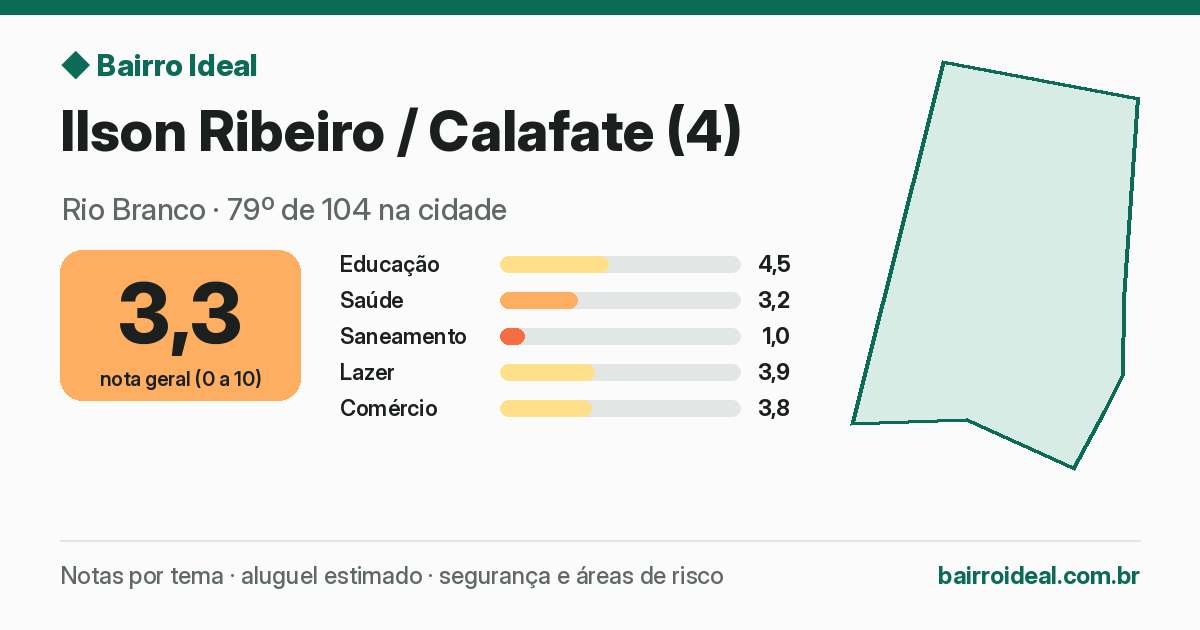 Bairro Ideal
Ilson Ribeiro / Calafate (4)
Rio Branco · 79º de 104 na cidade
3,3
nota geral (0 a 10)
Educação 4,5
Saúde 3,2
Saneamento 1,0
Lazer 3,9
Comércio 3,8
Notas por tema · aluguel estimado · segurança e áreas de risco
bairroideal.com.br